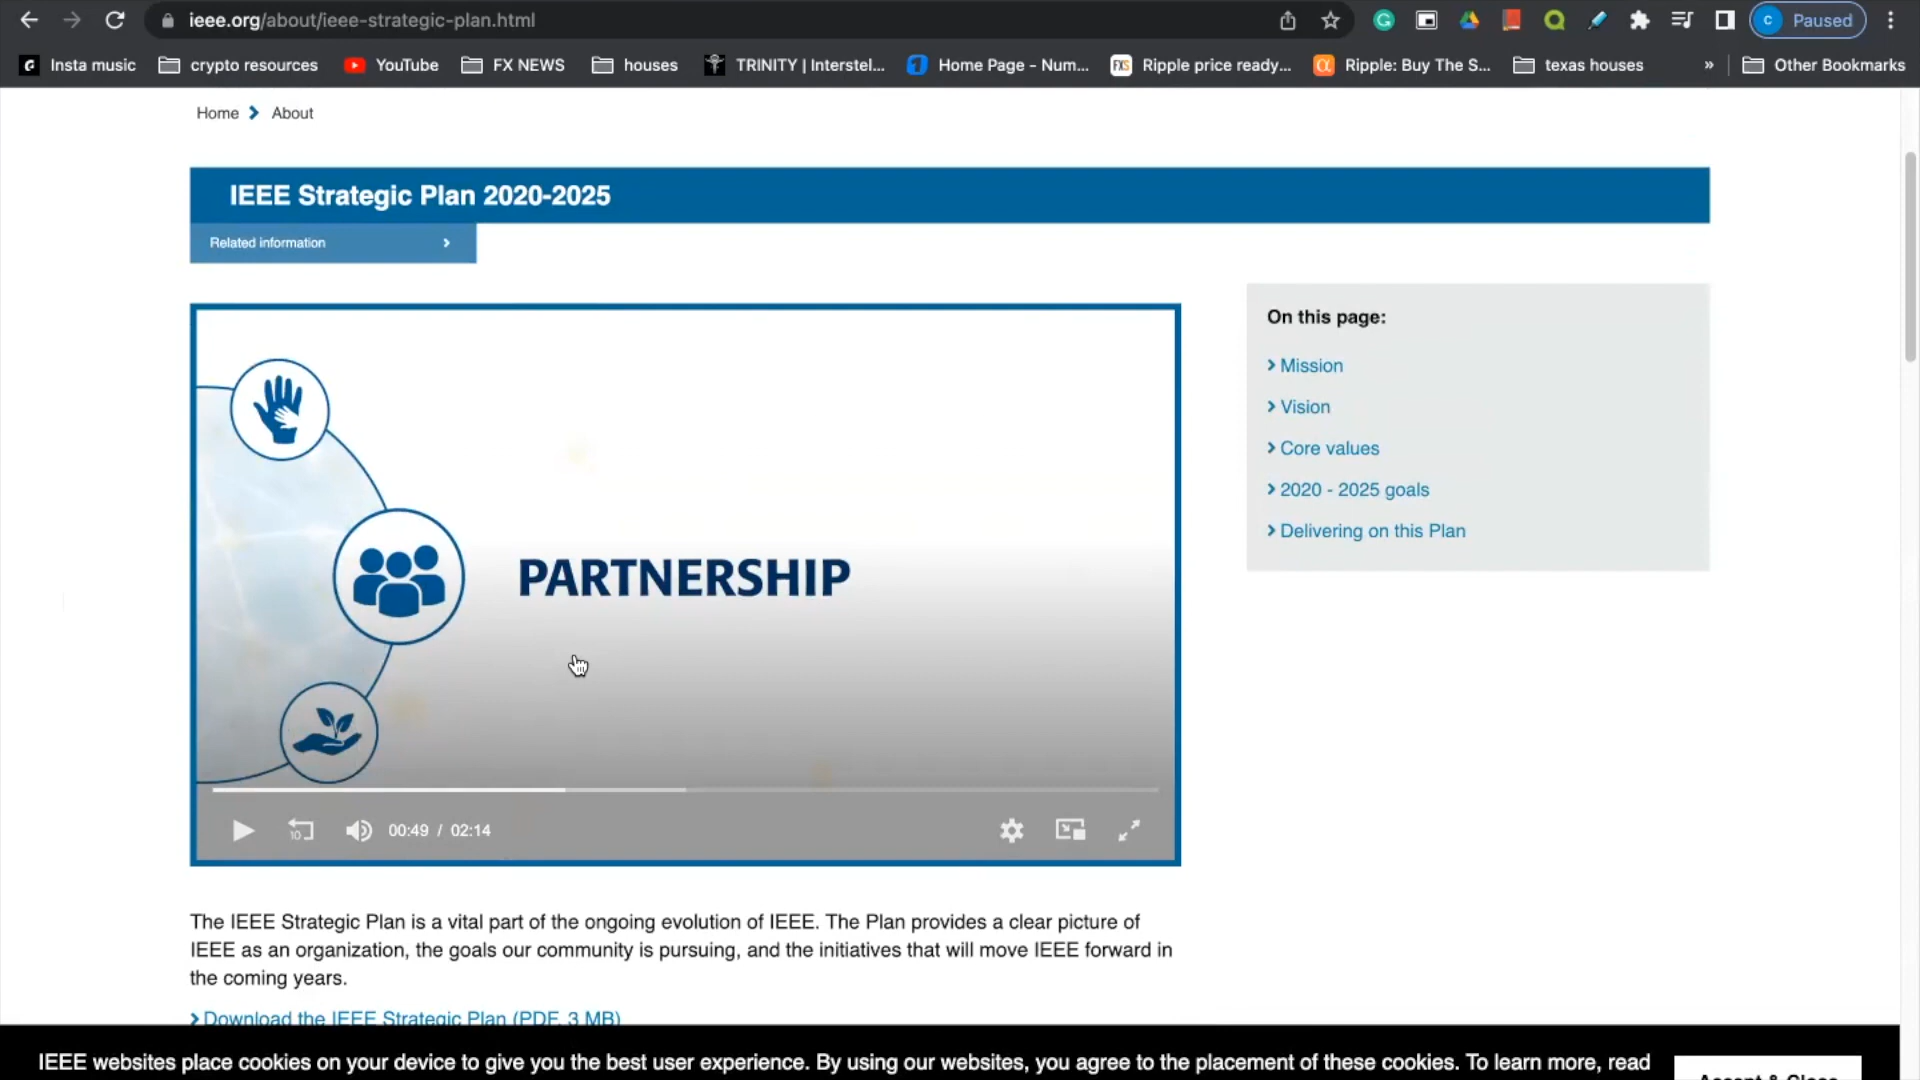 ieee.org/about/ieee-strategic-plan.html
Paused
Insta music
crypto resources
YouTube
FX NEWS
houses
TRINITY | Interstel...
Home Page - Num...
Ripple price ready...
Ripple: Buy The S...
texas houses
»
Other Bookmarks
Home
About
IEEE Strategic Plan 2020-2025
Related information
On this page:
Mission
Vision
Core values
2020 - 2025 goals
Delivering on this Plan
PARTNERSHIP
10
00:49 / 02:14
The IEEE Strategic Plan is a vital part of the ongoing evolution of IEEE. The Plan provides a clear picture of
IEEE as an organization, the goals our community is pursuing, and the initiatives that will move IEEE forward in
the coming years.
Download the IEEE Strategic Plan (PDF, 3 MB)
IEEE websites place cookies on your device to give you the best user experience. By using our websites, you agree to the placement of these cookies. To learn more, read
Accept & Close